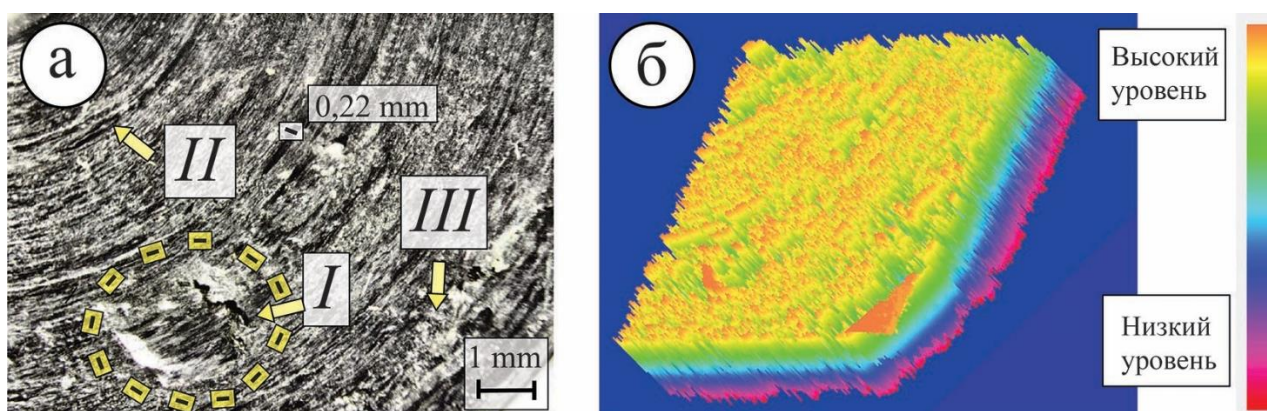 а
0,22 mm
II
III
I
1 mm
б
Высокий
уровень
Низкий
уровень